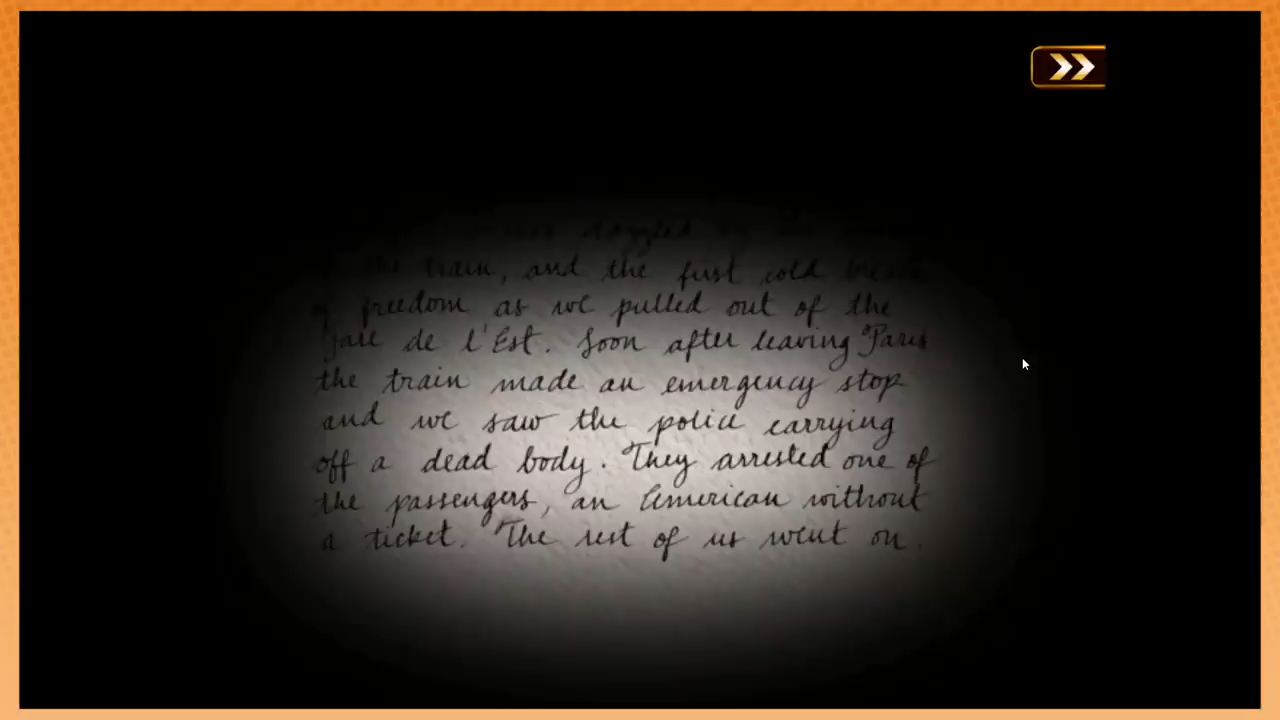 dazzled
the train, and the first cold
of freedom as we pulled out of the
Gare de l'Est. Soon after leaving Paris
the train made an emergency stop
and we saw the police carrying
off a dead body. They arrested one of
the passengers, an American without
a ticket. The rest of us went on.